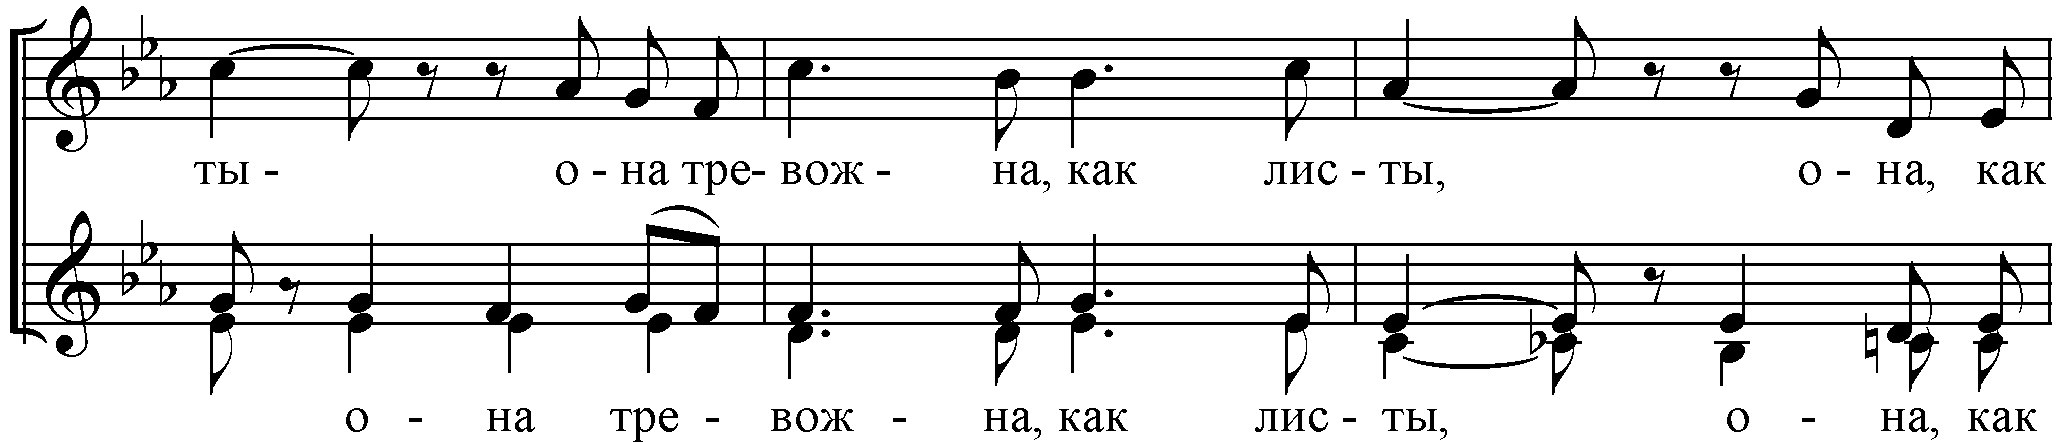 ты - о - на тре- вож - на, как лис - ты, о - на, как
о - на тре - вож - на, как лис - ты, о - на, как